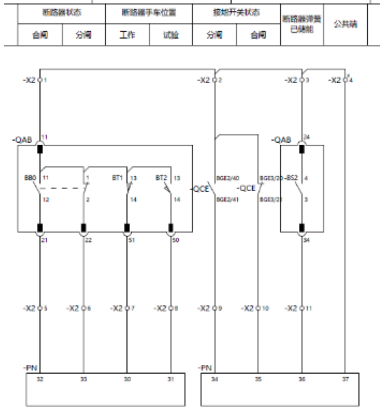 断路器状态 断路器手车位置 接地开关状态 断路器弹簧 公共端
合闸 分闸 工作 试验 分闸 合闸 已储能
-X2 1 -X2 2 -X2 3 -X2 4
-QAB 11 -QAB 24
BB0 11 1 BT1 13 BT2 13 BGE2/40 BGE3/20 -BS2 4
-QCE -QCE
12 2 14 14 BGE2/41 BGE3/21 3
21 22 51 50 34
-X2 5 -X2 6 -X2 7 -X2 8 -X2 9 -X2 10 -X2 11
-PN -PN
32 33 30 31 34 35 36 37